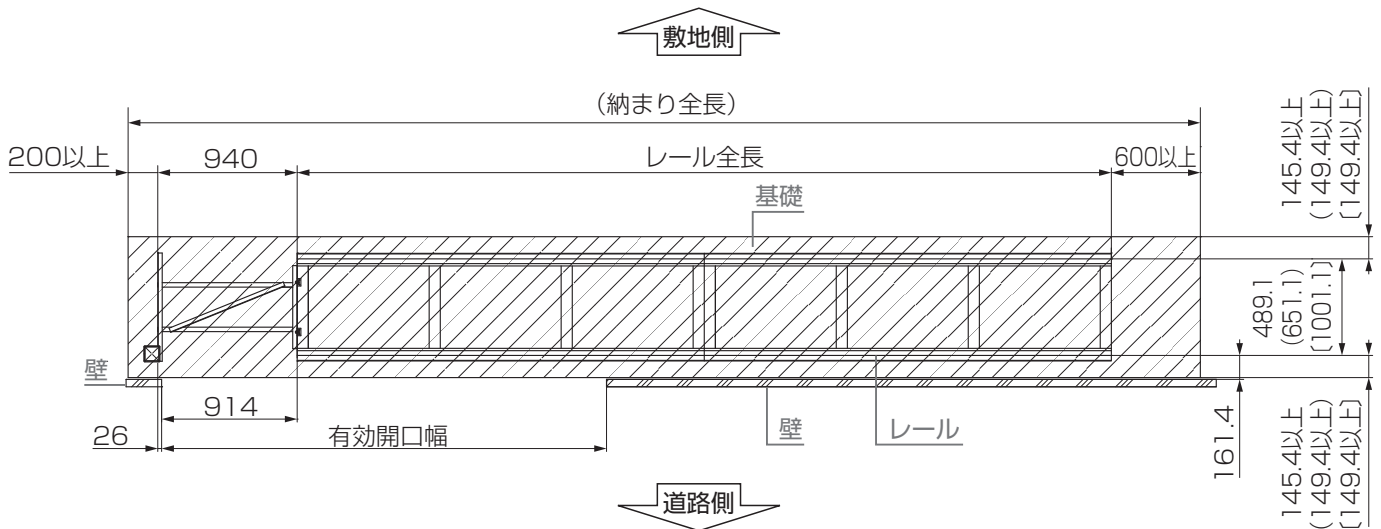 敷地側
(納まり全長)
200以上
940
レール全長
600以上
145.4以上
(149.4以上)
〔149.4以上〕
基礎
489.1
(651.1)
〔1001.1〕
壁
914
26
有効開口幅
壁
レール
161.4
145.4以上
(149.4以上)
〔149.4以上〕
道路側